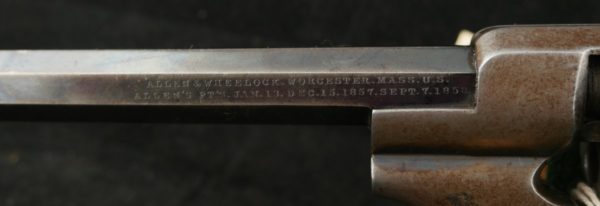 ALLEN & WHEELOCK. WORCESTER. MASS. U.S.
ALLEN'S PT'S. JAN. 13. DEC. 15. 1857. SEPT. 7. 1858